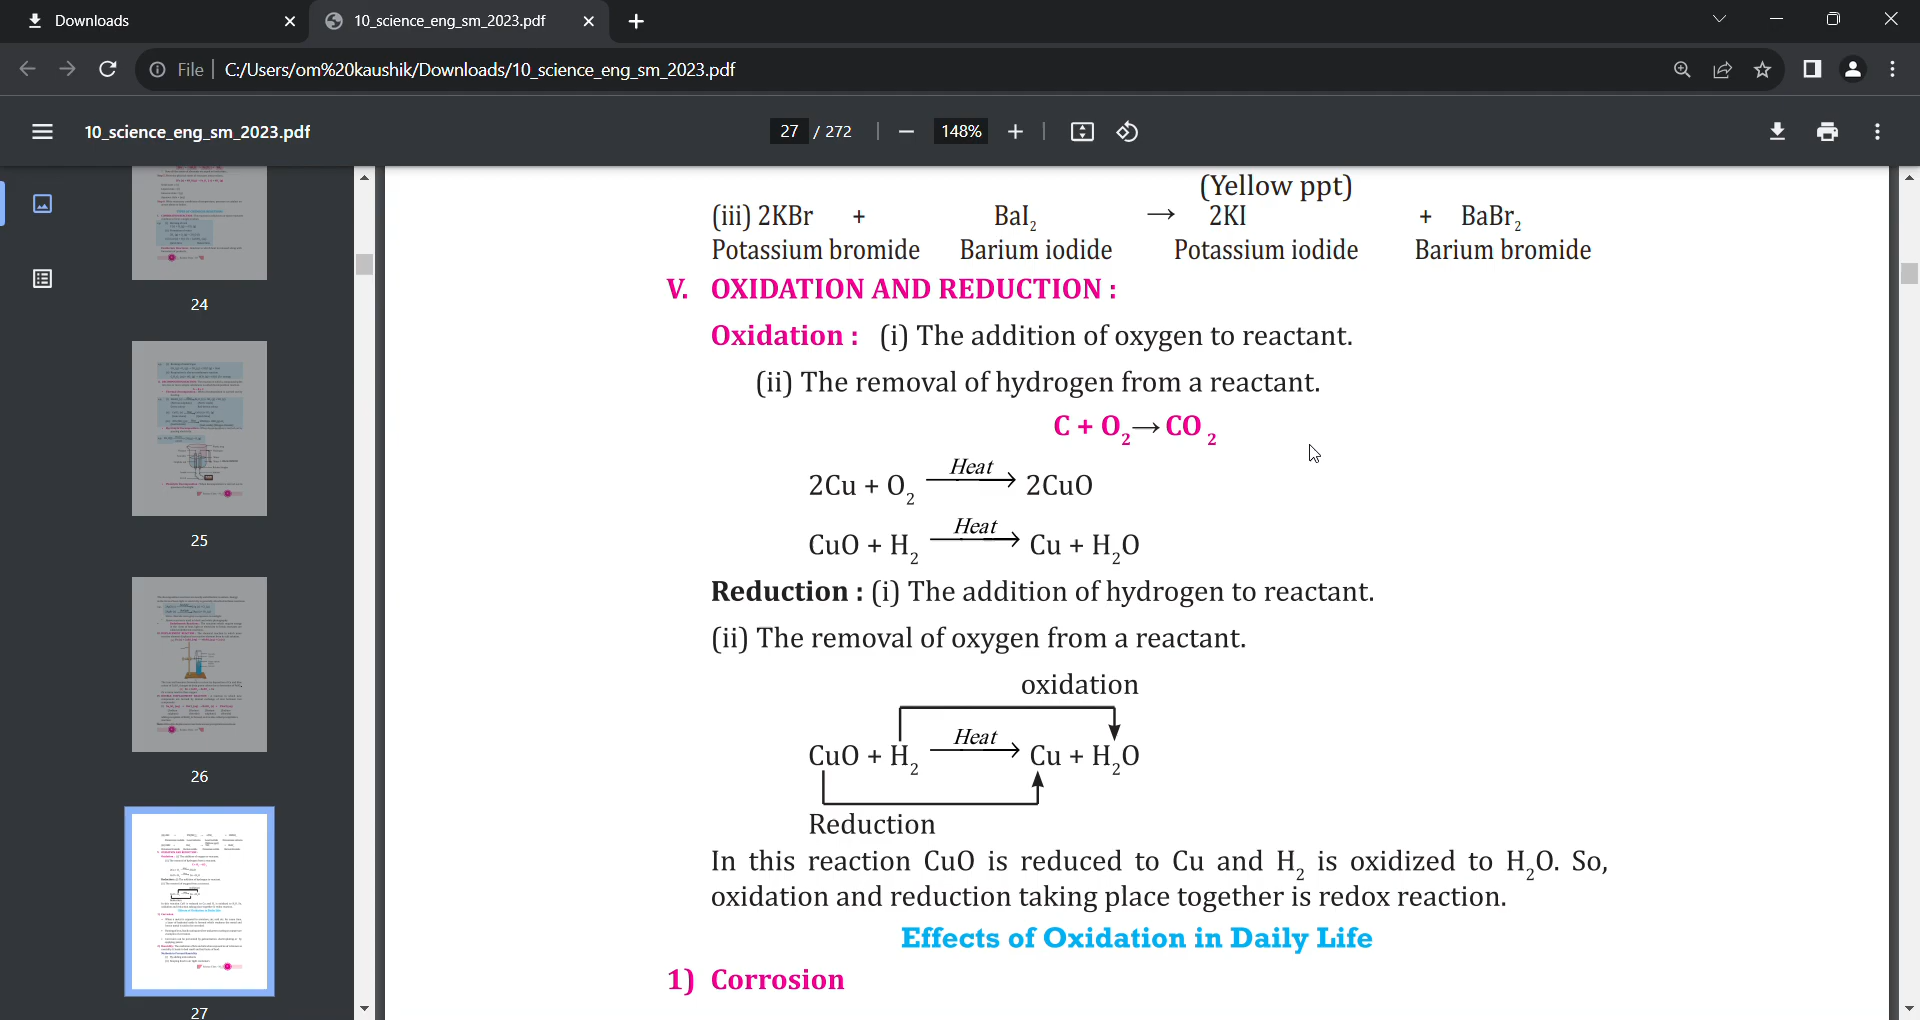 Downloads
10_science_eng_sm_2023.pdf
File | C:/Users/om%20kaushik/Downloads/10_science_eng_sm_2023.pdf
10_science_eng_sm_2023.pdf
27 / 272
148%
24
25
26
27
(Yellow ppt)
(iii) 2KBr + BaI₂ → 2KI + BaBr₂
Potassium bromide Barium iodide Potassium iodide Barium bromide
V. OXIDATION AND REDUCTION :
Oxidation : (i) The addition of oxygen to reactant.
(ii) The removal of hydrogen from a reactant.
C + O₂→CO ₂
Heat
2Cu + O₂ → 2CuO
Heat
CuO + H₂ → Cu + H₂O
Reduction : (i) The addition of hydrogen to reactant.
(ii) The removal of oxygen from a reactant.
oxidation
Heat
CuO + H₂ → Cu + H₂O
Reduction
In this reaction CuO is reduced to Cu and H₂ is oxidized to H₂O. So,
oxidation and reduction taking place together is redox reaction.
Effects of Oxidation in Daily Life
1) Corrosion